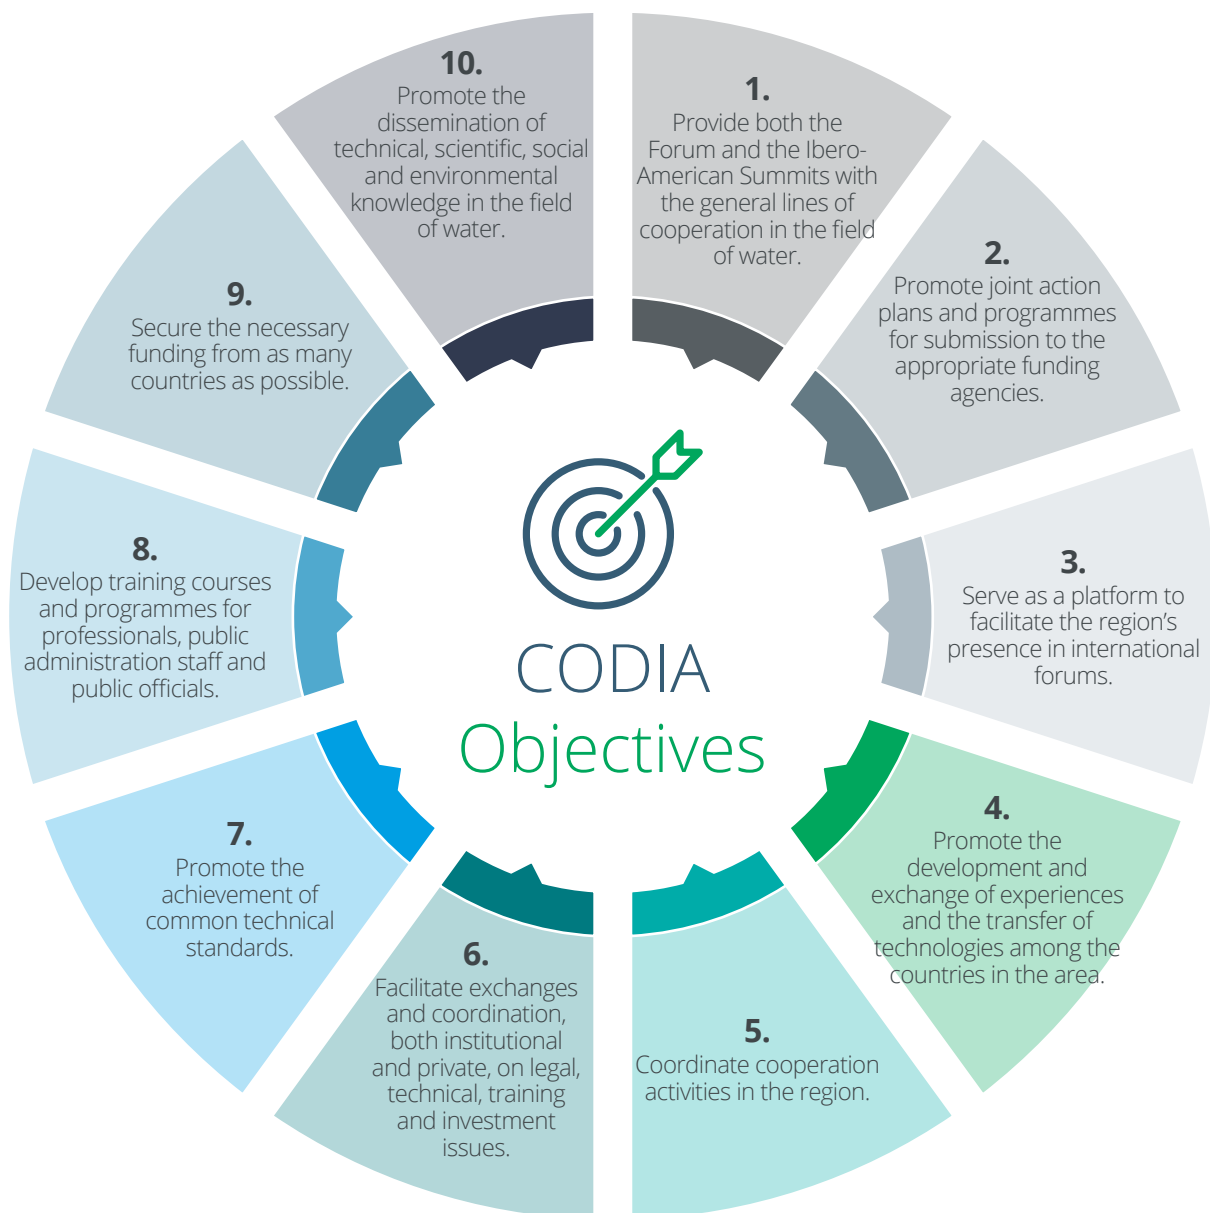 CODIA
Objectives
1.
Provide both the
Forum and the Ibero-
American Summits with
the general lines of
cooperation in the field
of water.
2.
Promote joint action
plans and programmes
for submission to the
appropriate funding
agencies.
3.
Serve as a platform to
facilitate the region’s
presence in international
forums.
4.
Promote the
development and
exchange of experiences
and the transfer of
technologies among the
countries in the area.
5.
Coordinate cooperation
activities in the region.
6.
Facilitate exchanges
and coordination,
both institutional
and private, on legal,
technical, training
and investment
issues.
7.
Promote the
achievement of
common technical
standards.
8.
Develop training courses
and programmes for
professionals, public
administration staff and
public officials.
9.
Secure the necessary
funding from as many
countries as possible.
10.
Promote the
dissemination of
technical, scientific, social
and environmental
knowledge in the field
of water.